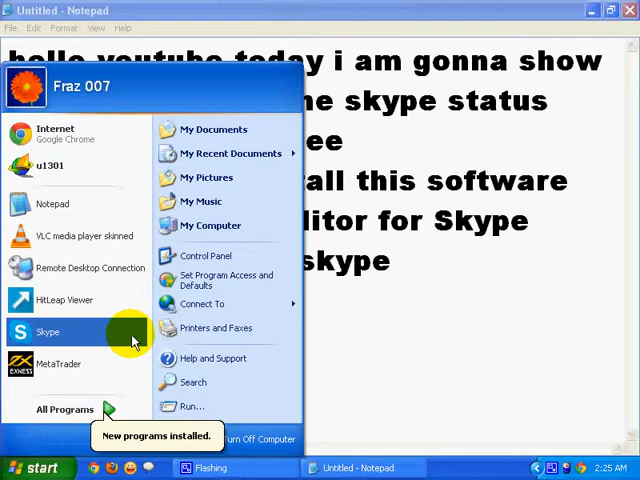 Untitled - Notepad
File Edit Format View Help
hello youtube today i am gonna show
ne skype status
ee
all this software
ditor for Skype
skype
Fraz 007
Internet
Google Chrome
u1301
Notepad
VLC media player skinned
Remote Desktop Connection
HitLeap Viewer
Skype
MetaTrader
EXNESS
All Programs
My Documents
My Recent Documents
My Pictures
My Music
My Computer
Control Panel
Set Program Access and
Defaults
Connect To
Printers and Faxes
Help and Support
Search
Run...
Turn Off Computer
New programs installed.
start
Flashing
Untitled - Notepad
2:25 AM